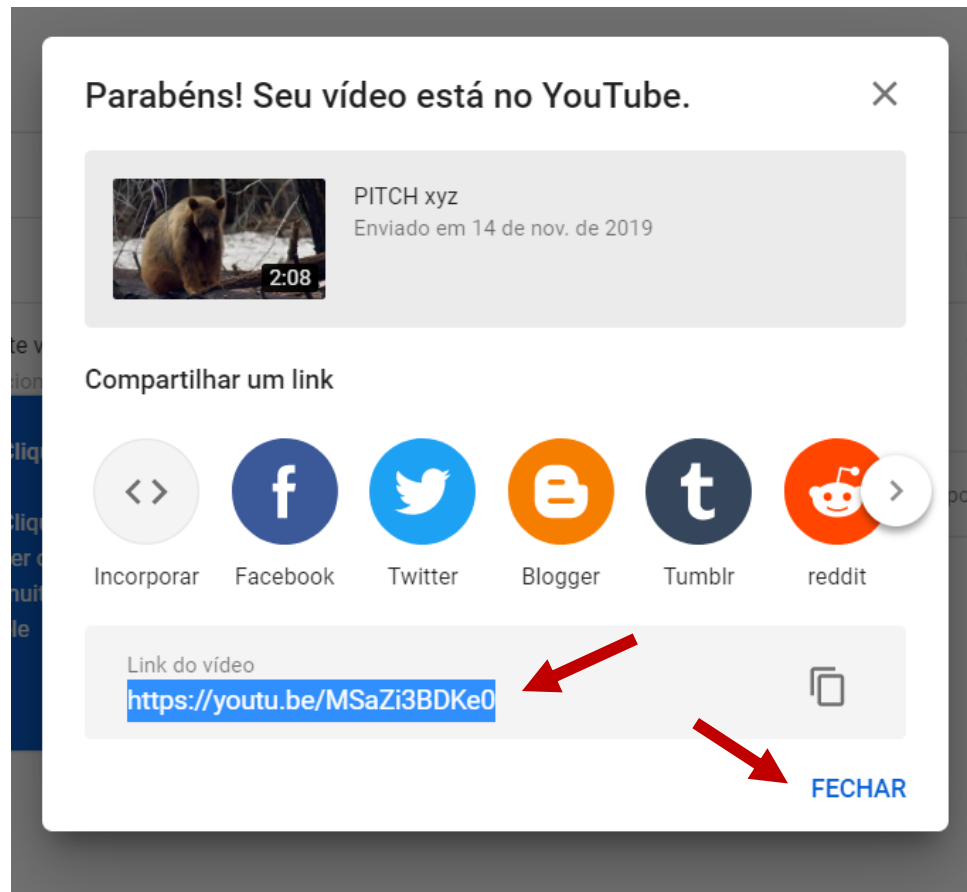 Parabéns! Seu vídeo está no YouTube.
PITCH xyz
Enviado em 14 de nov. de 2019
2:08
Compartilhar um link
Incorporar Facebook Twitter Blogger Tumblr reddit
Link do vídeo
https://youtu.be/MSaZi3BDKe0
FECHAR